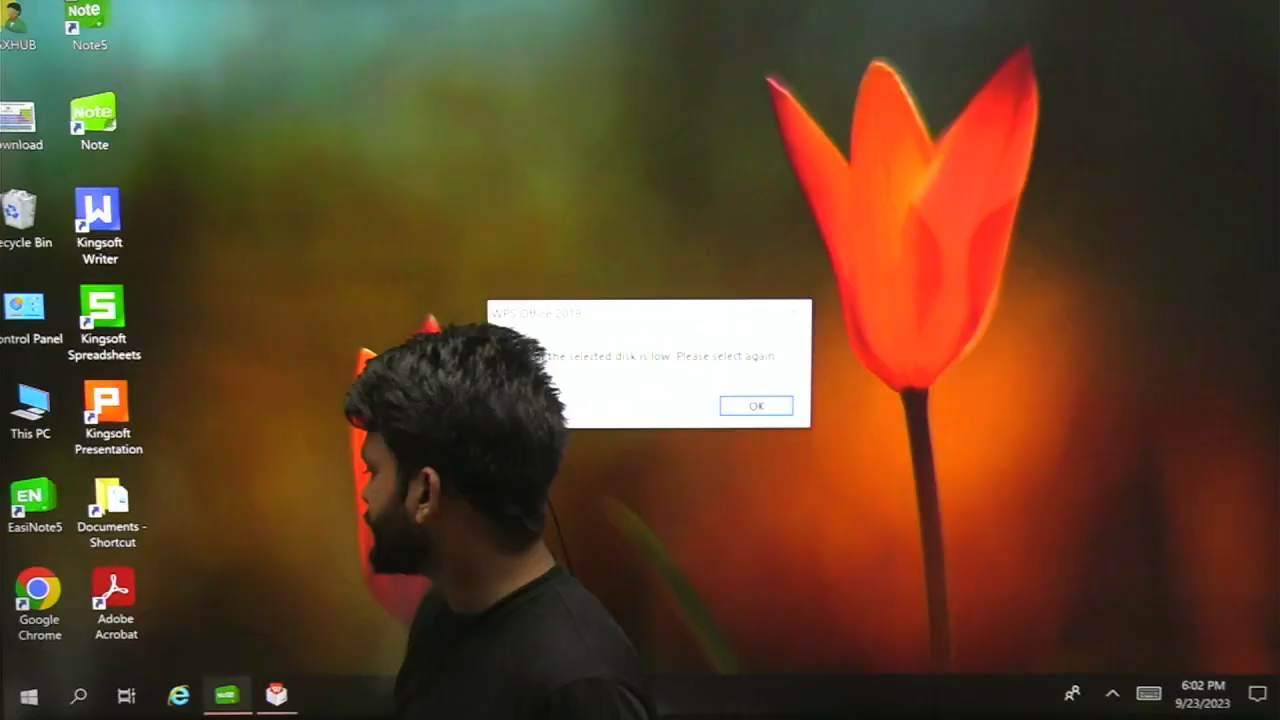 XHUB
Note
Note5
wnload
Note
Note
ecycle Bin
W
Kingsoft
Writer
ontrol Panel
S
Kingsoft
Spreadsheets
This PC
P
Kingsoft
Presentation
EN
EasiNote5
Documents -
Shortcut
Google
Chrome
Adobe
Acrobat
WPS Office 2019
the selected disk is low. Please select again
OK
Note
6:02 PM
9/23/2023